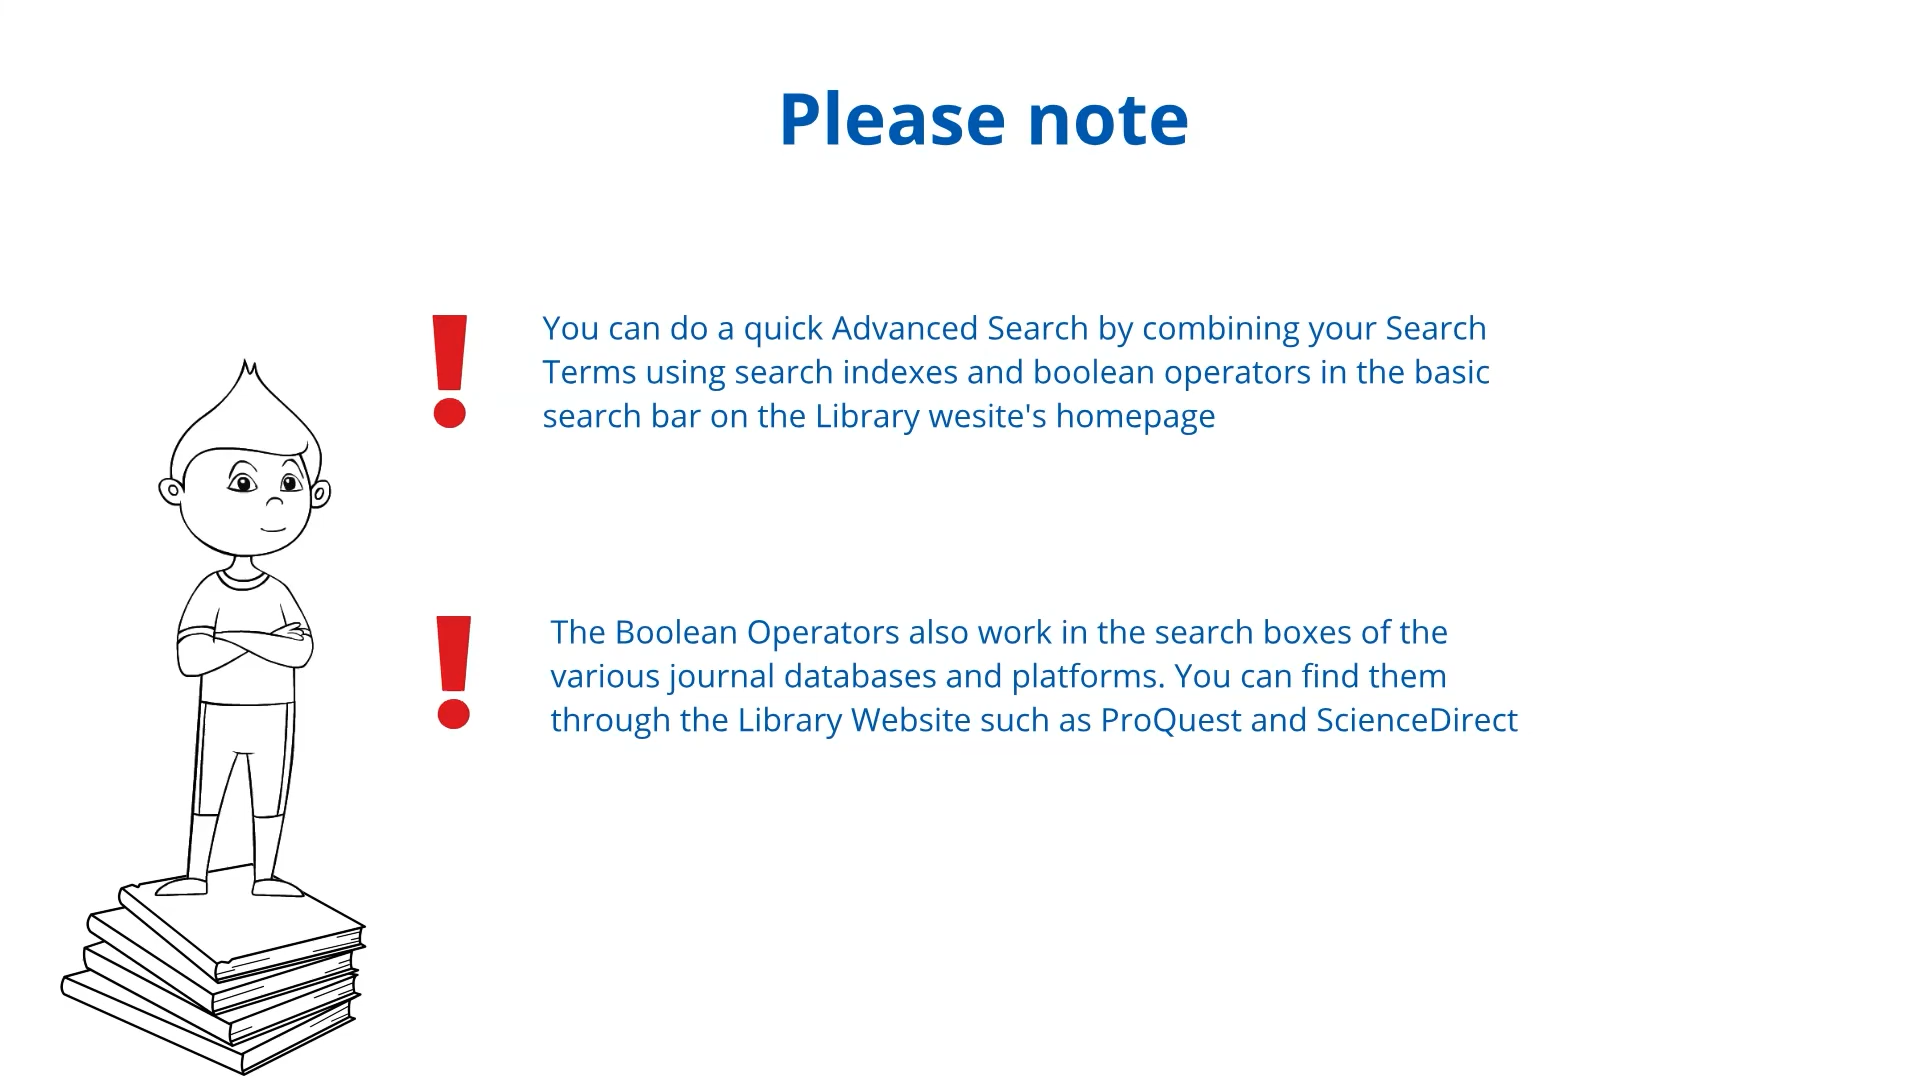 Please note
You can do a quick Advanced Search by combining your Search
Terms using search indexes and boolean operators in the basic
search bar on the Library wesite's homepage
The Boolean Operators also work in the search boxes of the
various journal databases and platforms. You can find them
through the Library Website such as ProQuest and ScienceDirect